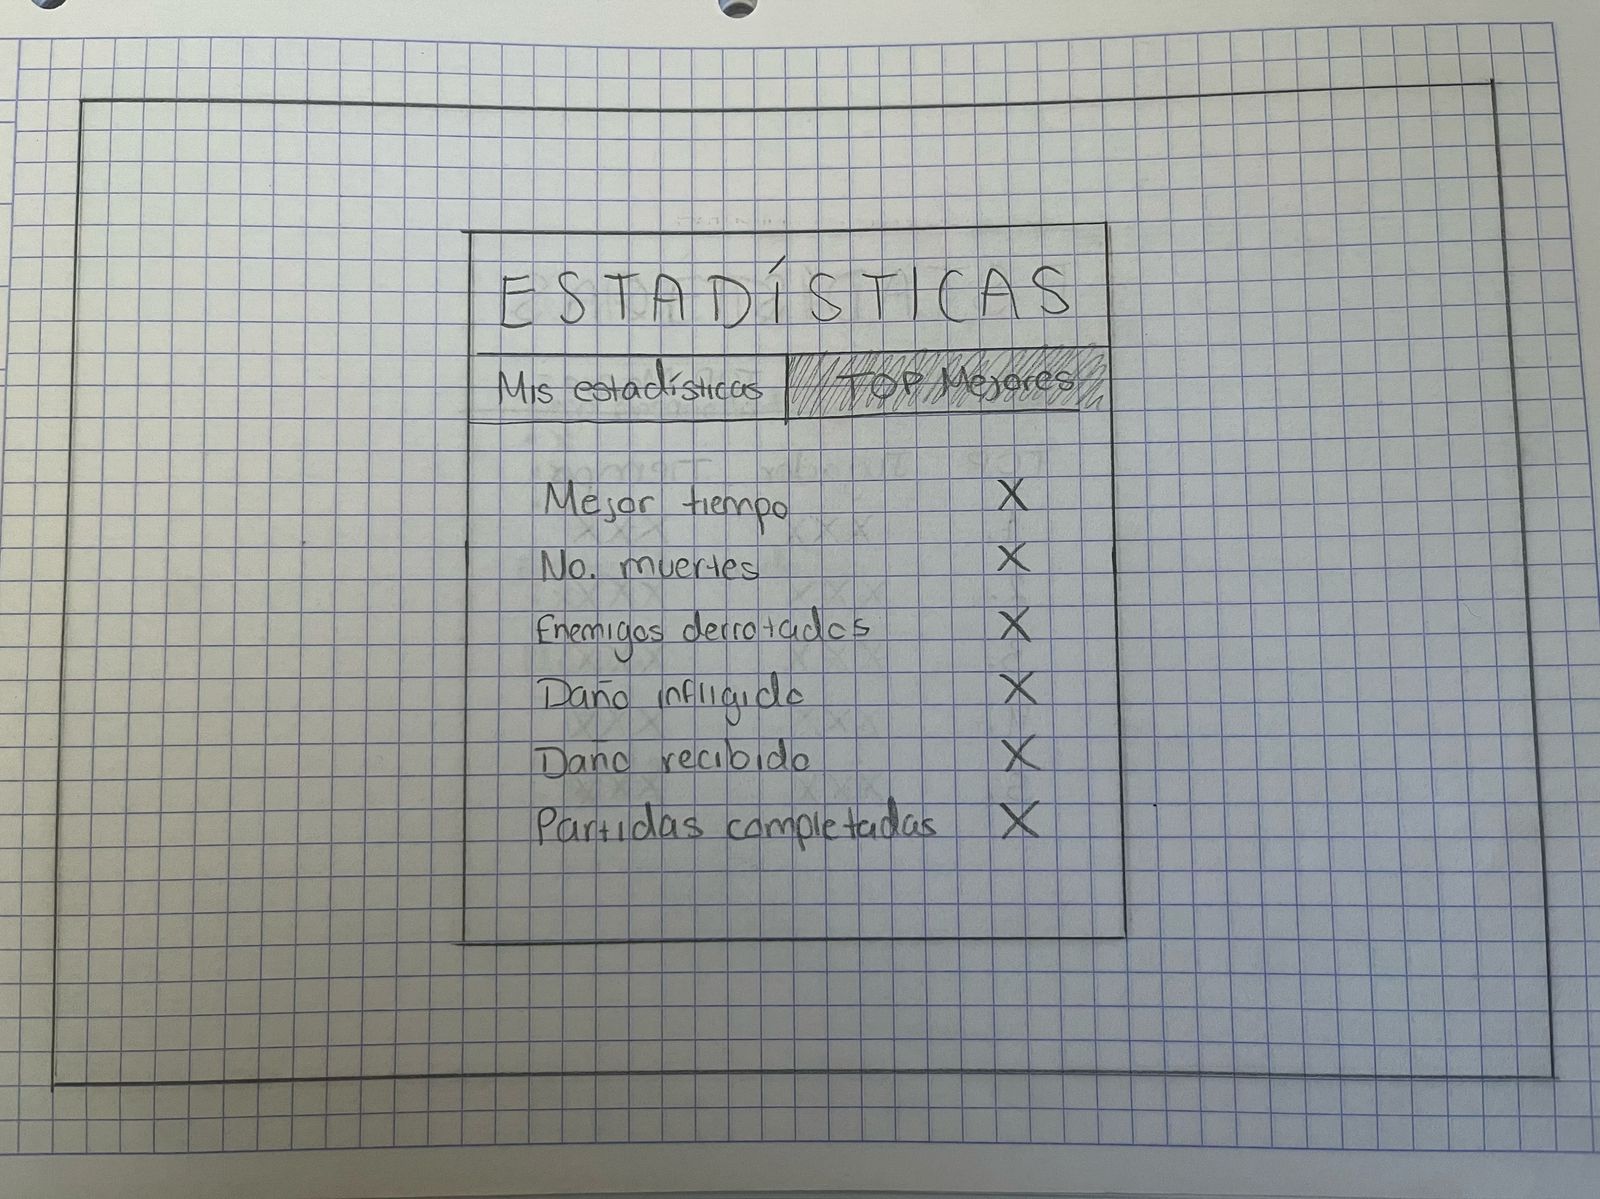 ESTADÍSTICAS
Mis estadísticas TOP Mejores
Mejor tiempo X
No. muertes X
Enemigos derrotados X
Daño infligido X
Daño recibido X
Partidas completadas X